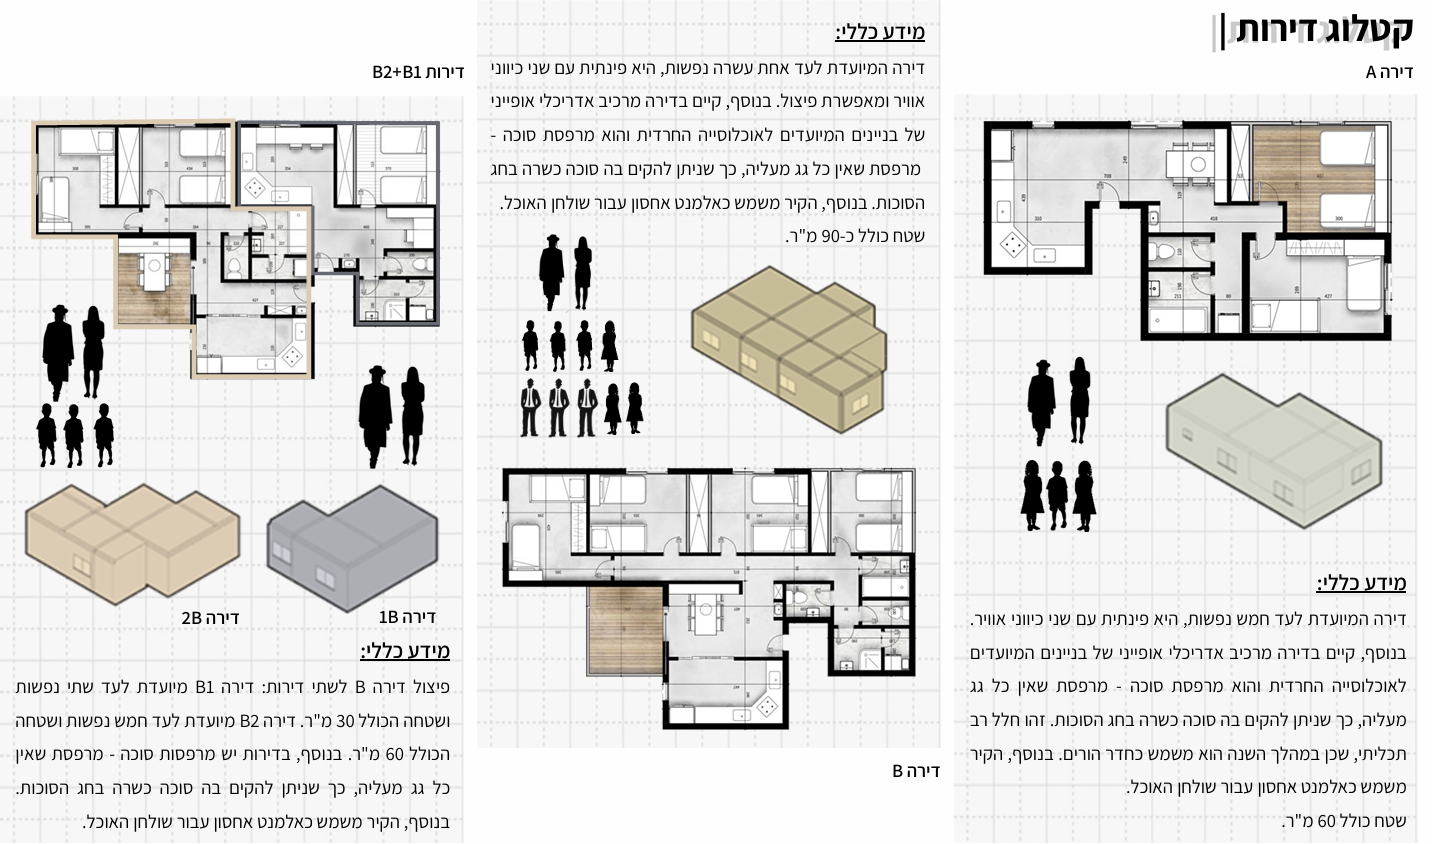 קטלוג דירות
דירה A
מידע כללי:
דירה המיועדת לעד חמש נפשות, היא פינתית עם שני כיווני אוויר.
בנוסף, קיים בדירה מרכיב אדריכלי אופייני של בניינים המיועדים
לאוכלוסייה החרדית והוא מרפסת סוכה - מרפסת שאין כל גג
מעליה, כך שניתן להקים בה סוכה כשרה בחג הסוכות. זהו חלל רב
תכליתי, שכן במהלך השנה הוא משמש כחדר הורים. בנוסף, הקיר
משמש כאלמנט אחסון עבור שולחן האוכל.
שטח כולל 60 מ"ר.
מידע כללי:
דירה המיועדת לעד אחת עשרה נפשות, היא פינתית עם שני כיווני
אוויר ומאפשרת פיצול. בנוסף, קיים בדירה מרכיב אדריכלי אופייני
של בניינים המיועדים לאוכלוסייה החרדית והוא מרפסת סוכה -
מרפסת שאין כל גג מעליה, כך שניתן להקים בה סוכה כשרה בחג
הסוכות. בנוסף, הקיר משמש כאלמנט אחסון עבור שולחן האוכל.
שטח כולל כ-90 מ"ר.
דירה B
דירות B2+B1
דירה 1B
דירה 2B
מידע כללי:
פיצול דירה B לשתי דירות: דירה B1 מיועדת לעד שתי נפשות
ושטחה הכולל 30 מ"ר. דירה B2 מיועדת לעד חמש נפשות ושטחה
הכולל 60 מ"ר. בנוסף, בדירות יש מרפסות סוכה - מרפסת שאין
כל גג מעליה, כך שניתן להקים בה סוכה כשרה בחג הסוכות.
בנוסף, הקיר משמש כאלמנט אחסון עבור שולחן האוכל.